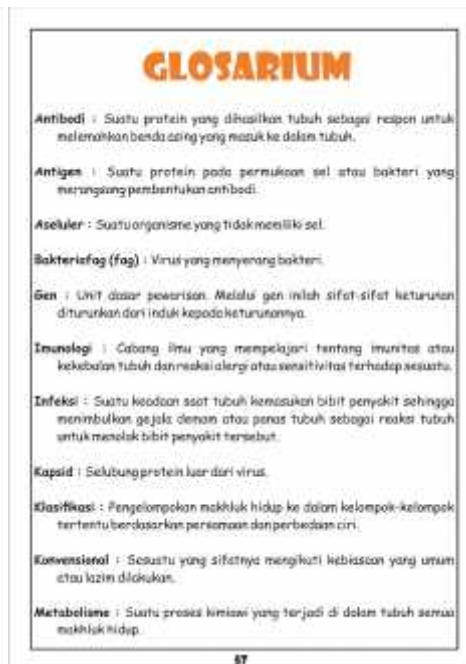 GLOSARIUM
Antibodi : Suatu protein yang dihasilkan tubuh sebagai respon untuk
melemahkan benda asing yang masuk ke dalam tubuh.
Antigen : Suatu protein pada permukaan sel atau bakteri yang
merangsang pembentukan antibodi.
Aseluler : Suatu organisme yang tidak memiliki sel.
Bakteriofag (fag) : Virus yang menyerang bakteri.
Gen : Unit dasar pewarisan. Melalui gen inilah sifat-sifat keturunan
diturunkan dari induk kepada keturunannya.
Imunologi : Cabang ilmu yang mempelajari tentang imunitas atau
kekebalan tubuh dan reaksi alergi atau sensitivitas terhadap sesuatu.
Infeksi : Suatu keadaan saat tubuh kemasukan bibit penyakit sehingga
menimbulkan gejala demam atau panas tubuh sebagai reaksi tubuh
untuk menolak bibit penyakit tersebut.
Kapsid : Selubung protein luar dari virus.
Klasifikasi : Pengelompokan makhluk hidup ke dalam kelompok-kelompok
tertentu berdasarkan persamaan dan perbedaan ciri.
Konvensional : Sesuatu yang sifatnya mengikuti kebiasaan yang umum
atau lazim dilakukan.
Metabolisme : Suatu proses kimiawi yang terjadi di dalam tubuh semua
makhluk hidup.
57